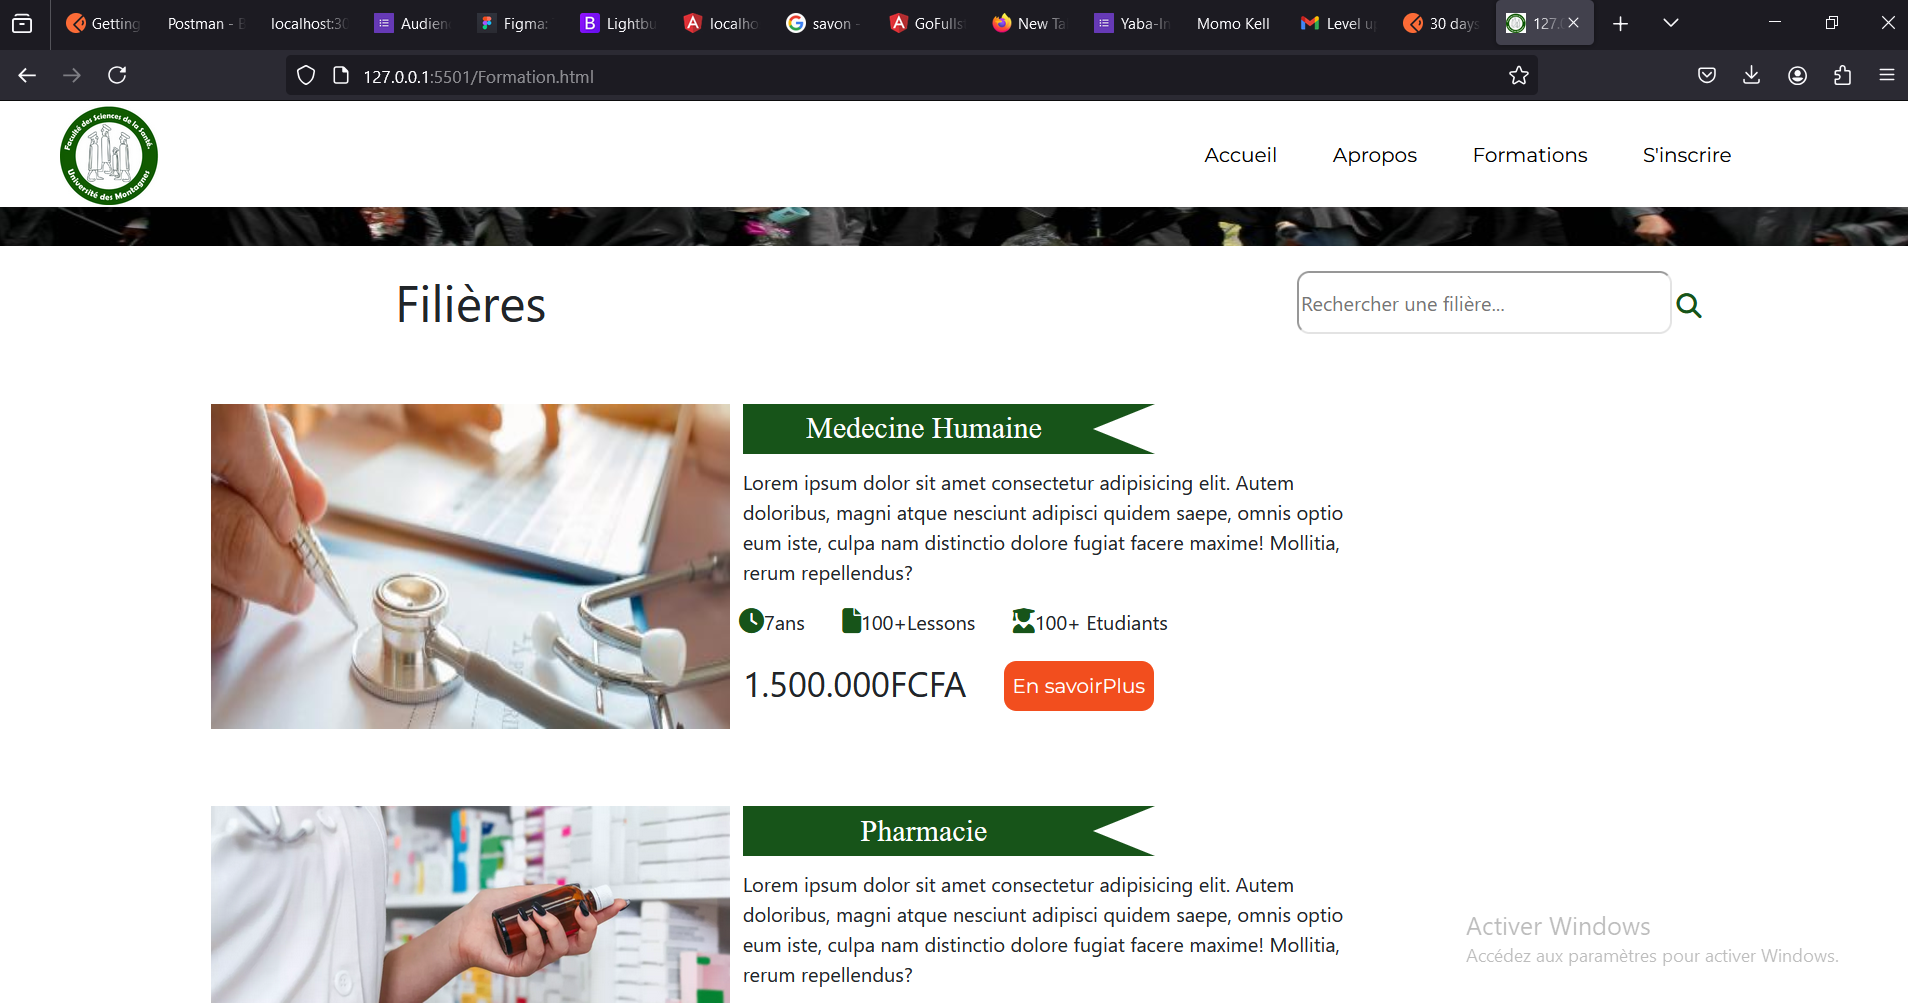 Getting
Postman - B
localhost:30
Audien
Figma:
Lightbu
localho
savon -
GoFulls
New Ta
Yaba-In
Momo Kell
Level u
30 days
127.0
127.0.0.1:5501/Formation.html
Faculté des Sciences de la Santé.
Université des Montagnes
Accueil
Apropos
Formations
S'inscrire
Filières
Rechercher une filière...
Medecine Humaine
Lorem ipsum dolor sit amet consectetur adipisicing elit. Autem
doloribus, magni atque nesciunt adipisci quidem saepe, omnis optio
eum iste, culpa nam distinctio dolore fugiat facere maxime! Mollitia,
rerum repellendus?
7ans
100+Lessons
100+ Etudiants
1.500.000FCFA
En savoirPlus
Pharmacie
Lorem ipsum dolor sit amet consectetur adipisicing elit. Autem
doloribus, magni atque nesciunt adipisci quidem saepe, omnis optio
eum iste, culpa nam distinctio dolore fugiat facere maxime! Mollitia,
rerum repellendus?
Activer Windows
Accédez aux paramètres pour activer Windows.